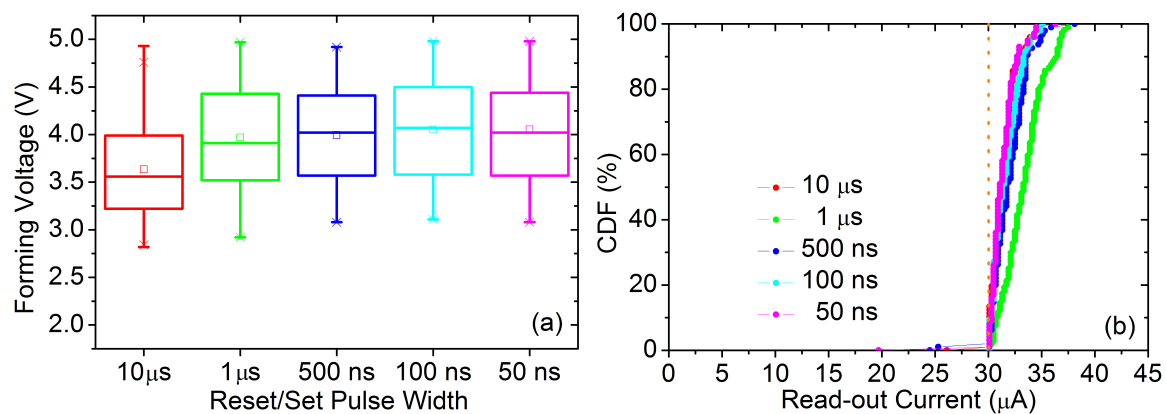 5.0
4.5
4.0
3.5
3.0
2.5
2.0
Forming Voltage (V)
(a)
10μs 1μs 500 ns 100 ns 50 ns
Reset/Set Pulse Width
100
80
60
40
20
0
CDF (%)
10 μs
1 μs
500 ns
100 ns
50 ns
(b)
0 5 10 15 20 25 30 35 40 45
Read-out Current (μA)